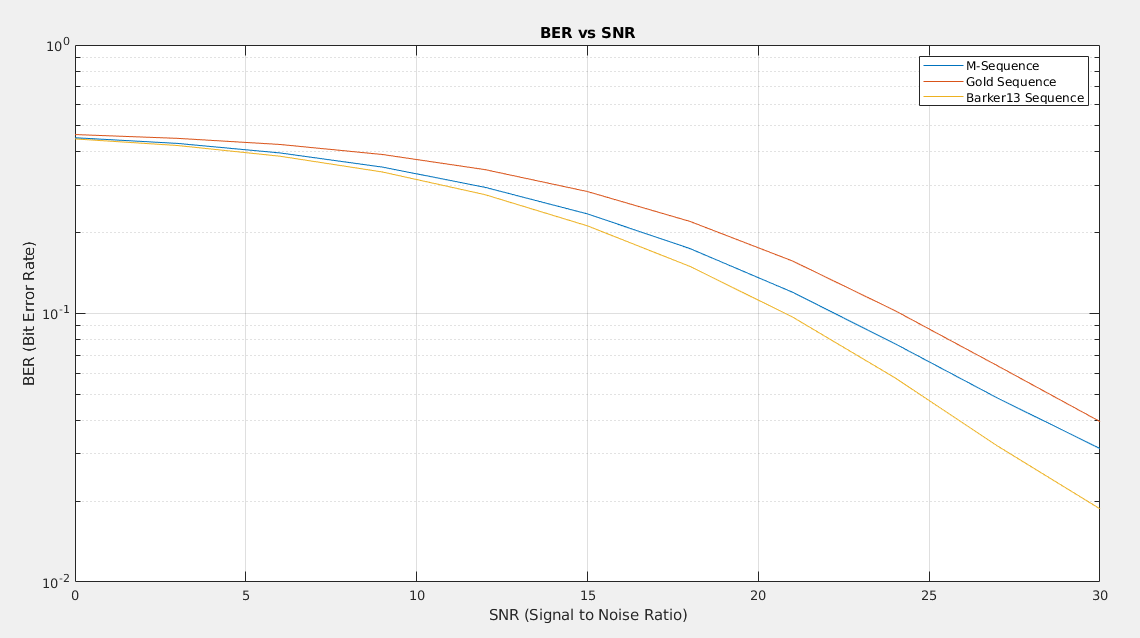 BER vs SNR
M-Sequence
Gold Sequence
Barker13 Sequence
BER (Bit Error Rate)
10^0
10^-1
10^-2
0 5 10 15 20 25 30
SNR (Signal to Noise Ratio)